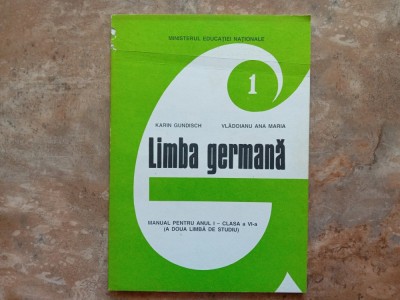 MINISTERUL EDUCAȚIEI NAȚIONALE
1
KARIN GUNDISCH VLĂDOIANU ANA MARIA
Limba germană
MANUAL PENTRU ANUL I - CLASA a VI-a
(A DOUA LIMBĂ DE STUDIU)